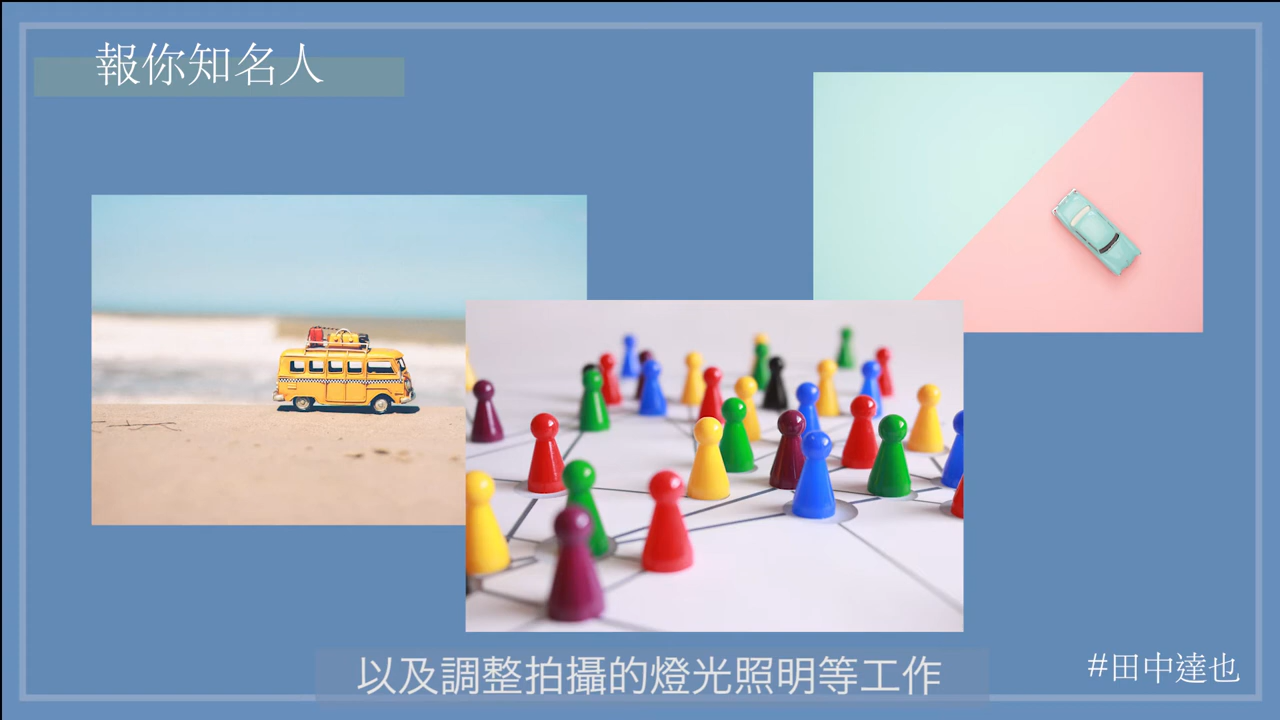 報你知名人
以及調整拍攝的燈光照明等工作
#田中達也